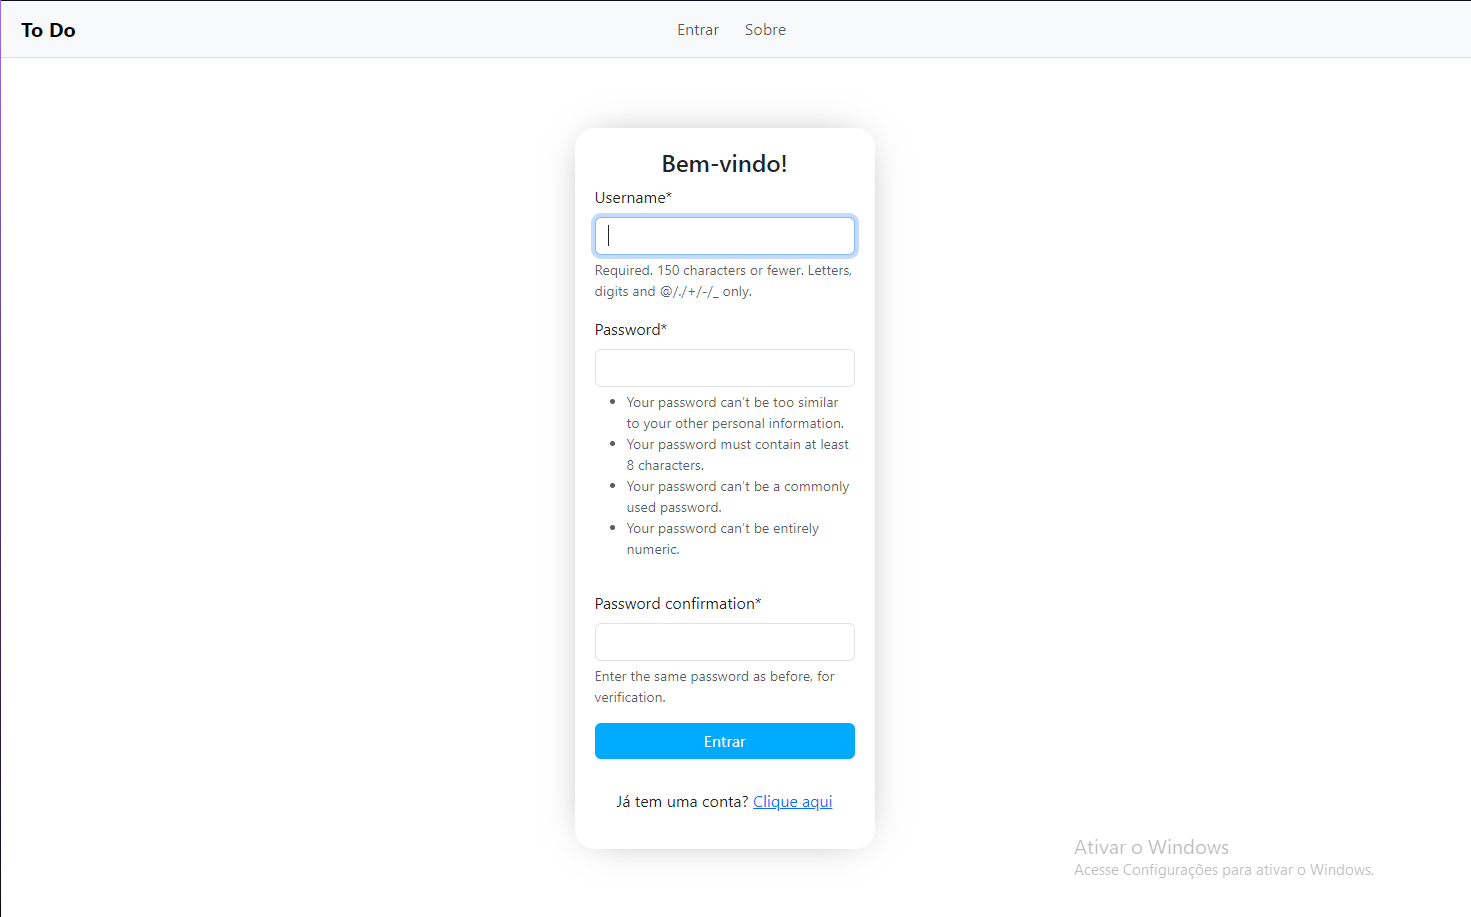 To Do
Entrar
Sobre
Bem-vindo!
Username*
Required. 150 characters or fewer. Letters,
digits and @/./+/-/_ only.
Password*
Your password can't be too similar
to your other personal information.
Your password must contain at least
8 characters.
Your password can't be a commonly
used password.
Your password can't be entirely
numeric.
Password confirmation*
Enter the same password as before, for
verification.
Entrar
Já tem uma conta? Clique aqui
Ativar o Windows
Acesse Configurações para ativar o Windows.